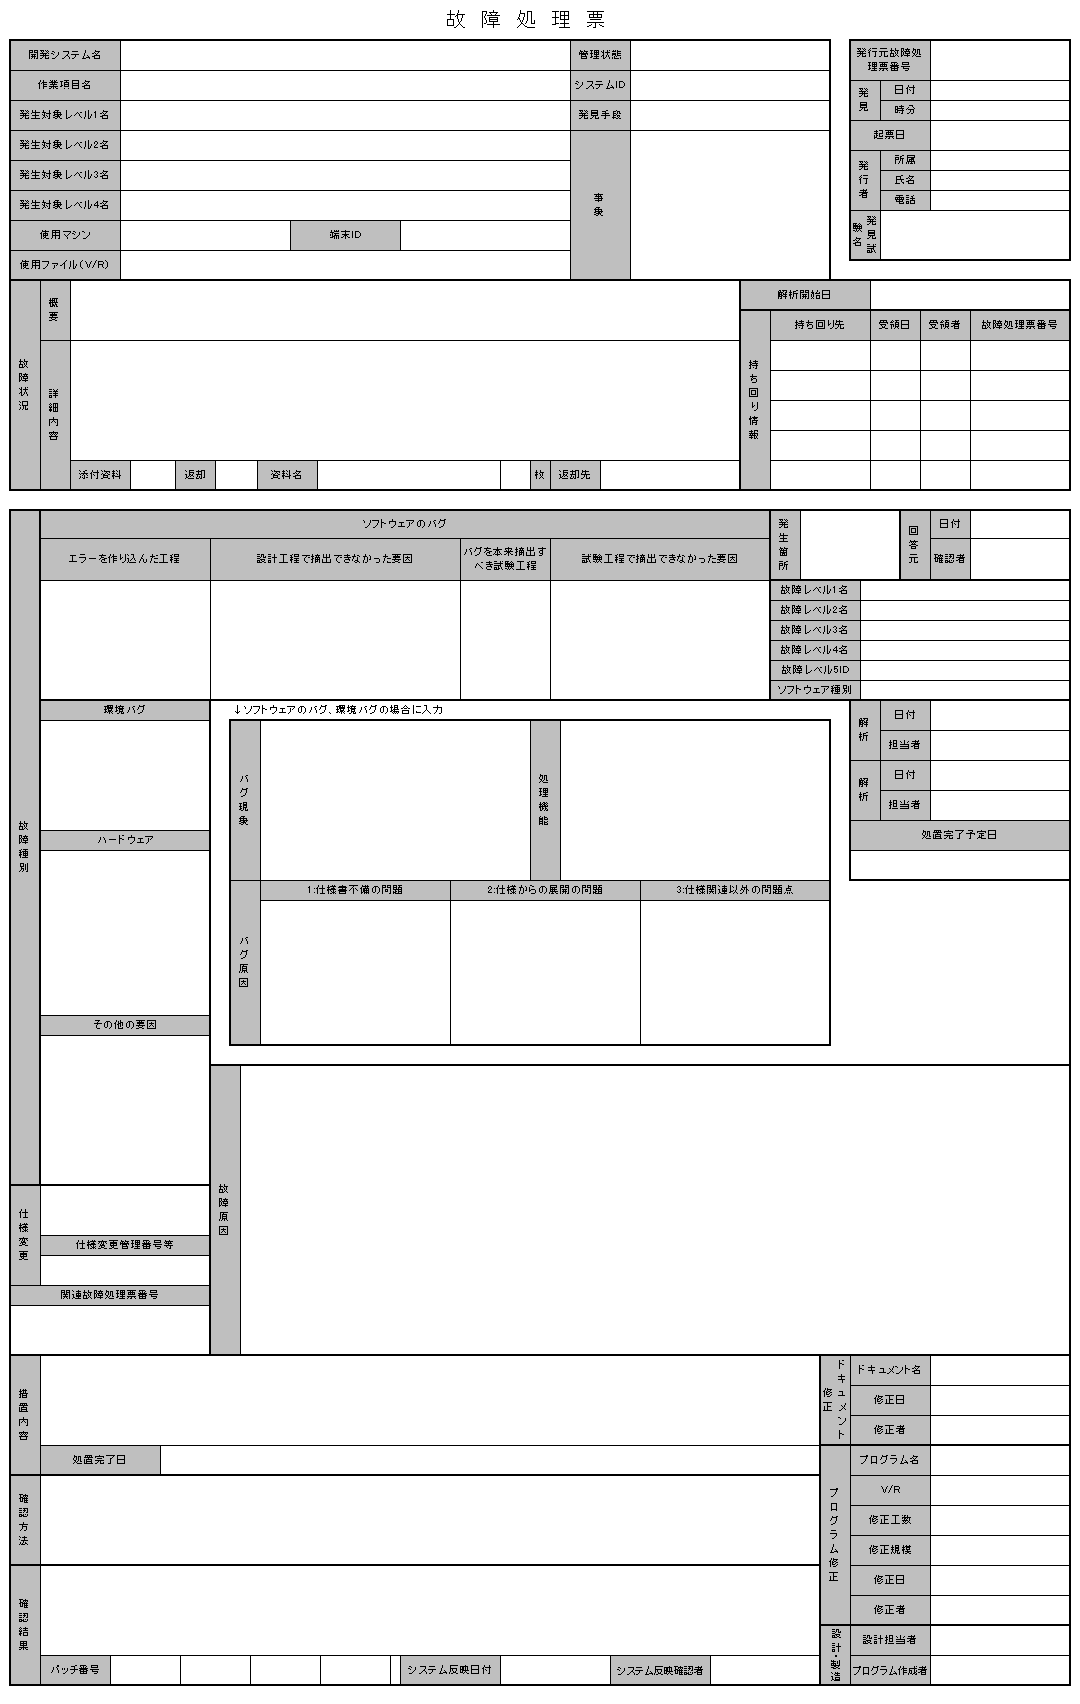 故障処理票
開発システム名
管理状態
発行元故障処
理票番号
作業項目名
システムID
発見
日付
時分
発生対象レベル1名
発見手段
発生対象レベル2名
起票日
発生対象レベル3名
発行者
所属
氏名
電話
発生対象レベル4名
事象
使用マシン
端末ID
発見試
験名
使用ファイル(V/R)
故障状況
概要
解析開始日
持ち回り情報
持ち回り先
受領日
受領者
故障処理票番号
詳細内容
添付資料
返却
資料名
枚
返却先
故障種別
ソフトウェアのバグ
発生箇所
回答元
日付
確認者
エラーを作り込んだ工程
設計工程で摘出できなかった要因
バグを本来摘出す
べき試験工程
試験工程で摘出できなかった要因
故障レベル1名
故障レベル2名
故障レベル3名
故障レベル4名
故障レベル5ID
ソフトウェア種別
環境バグ
↓ソフトウェアのバグ、環境バグの場合に入力
解析
日付
担当者
バグ現象
処理機能
解析
日付
担当者
処置完了予定日
ハードウェア
バグ原因
1:仕様書不備の問題
2:仕様からの展開の問題
3:仕様関連以外の問題点
その他の要因
故障原因
仕様変更
仕様変更管理番号等
関連故障処理票番号
措置内容
処置完了日
ドキュメント
修正
ドキュメント名
修正日
修正者
確認方法
プログラム修正
プログラム名
V/R
修正工数
修正規模
修正日
修正者
確認結果
パッチ番号
システム反映日付
システム反映確認者
設計・製造
設計担当者
プログラム作成者